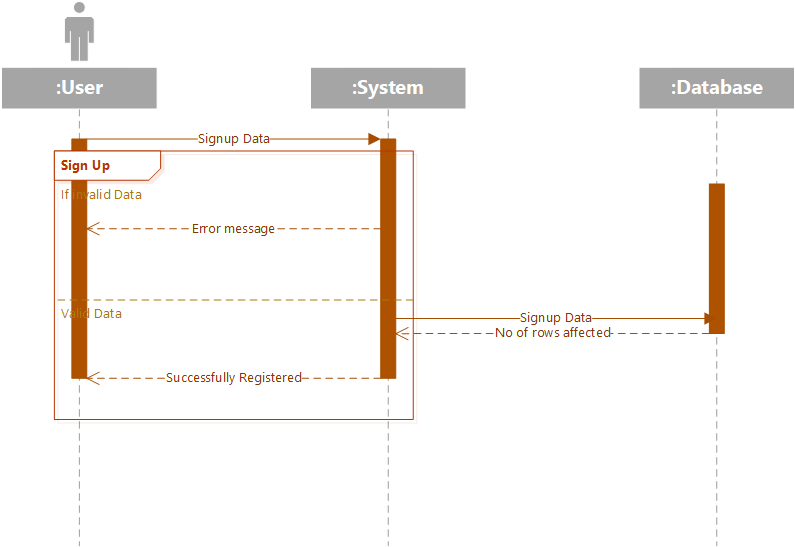 :User
:System
:Database
Signup Data
Sign Up
If invalid Data
Error message
Valid Data
Signup Data
No of rows affected
Successfully Registered